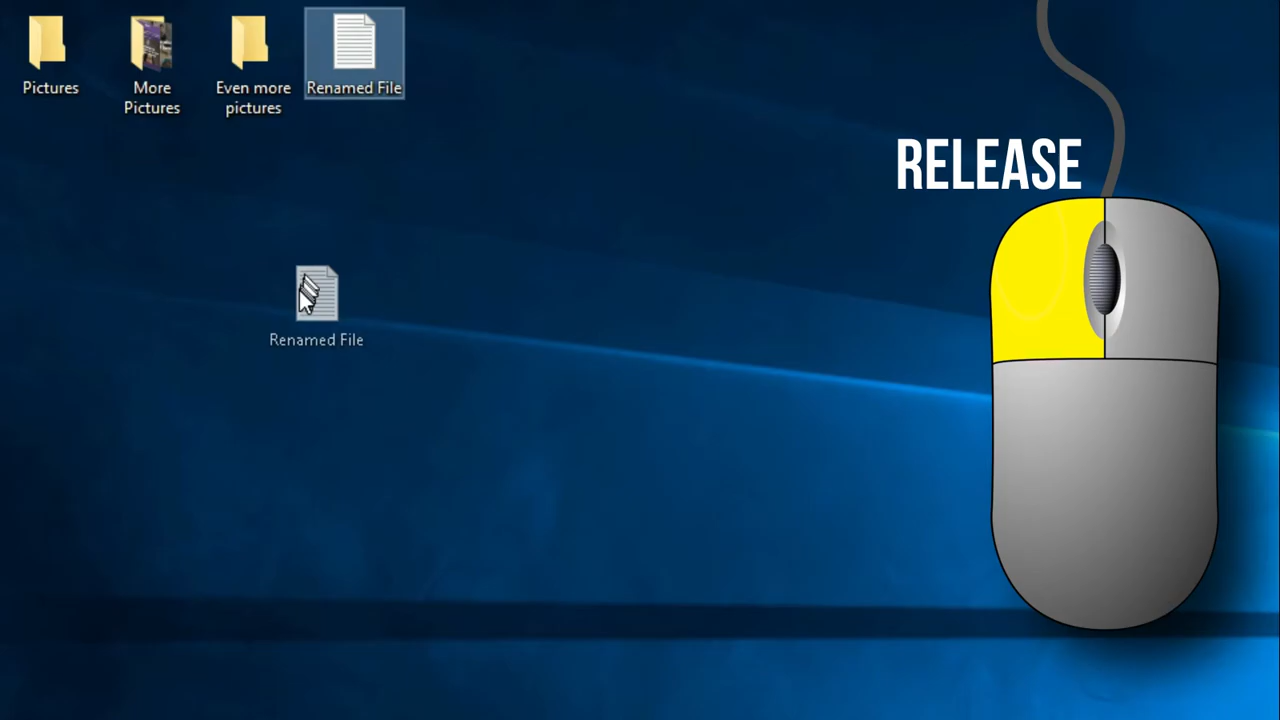 Pictures
More
Pictures
Even more
pictures
Renamed File
RELEASE
Renamed File